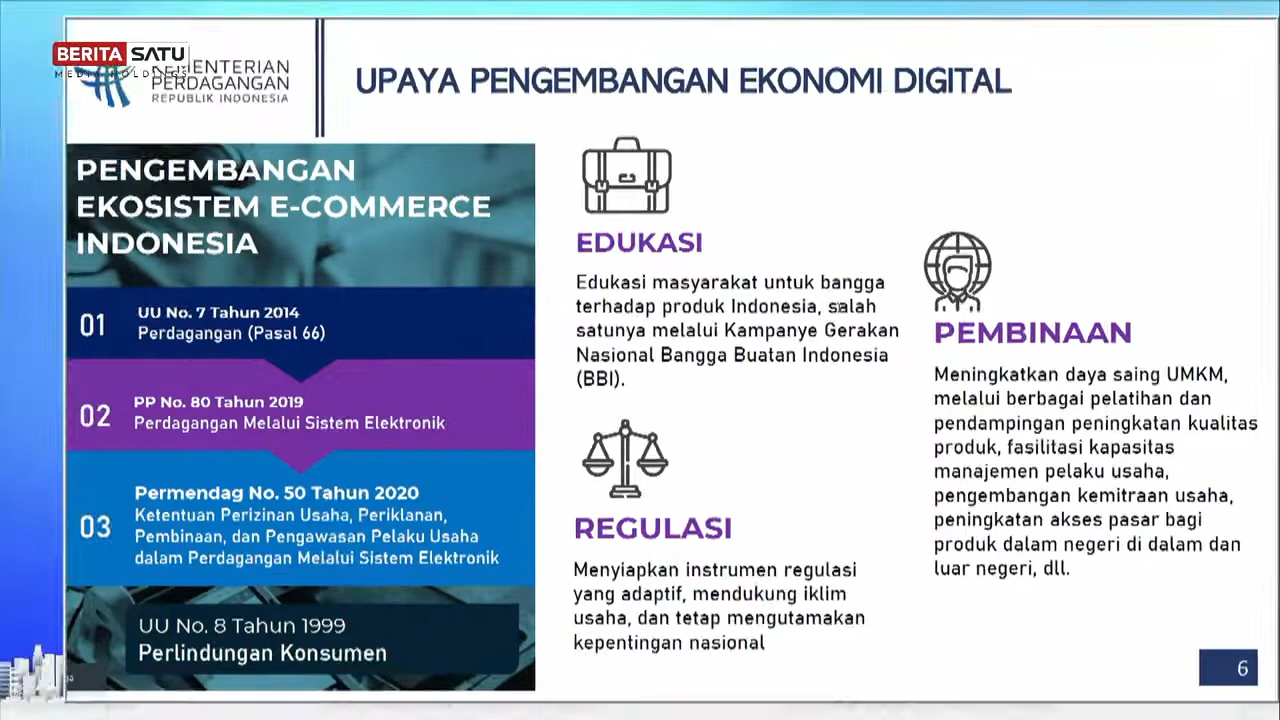 BERITA SATU
MEDIA HOLDINGS
KEMENTERIAN
PERDAGANGAN
REPUBLIK INDONESIA
UPAYA PENGEMBANGAN EKONOMI DIGITAL
PENGEMBANGAN
EKOSISTEM E-COMMERCE
INDONESIA
01
UU No. 7 Tahun 2014
Perdagangan (Pasal 66)
02
PP No. 80 Tahun 2019
Perdagangan Melalui Sistem Elektronik
03
Permendag No. 50 Tahun 2020
Ketentuan Perizinan Usaha, Periklanan,
Pembinaan, dan Pengawasan Pelaku Usaha
dalam Perdagangan Melalui Sistem Elektronik
UU No. 8 Tahun 1999
Perlindungan Konsumen
EDUKASI
Edukasi masyarakat untuk bangga
terhadap produk Indonesia, salah
satunya melalui Kampanye Gerakan
Nasional Bangga Buatan Indonesia
(BBI).
REGULASI
Menyiapkan instrumen regulasi
yang adaptif, mendukung iklim
usaha, dan tetap mengutamakan
kepentingan nasional
PEMBINAAN
Meningkatkan daya saing UMKM,
melalui berbagai pelatihan dan
pendampingan peningkatan kualitas
produk, fasilitasi kapasitas
manajemen pelaku usaha,
pengembangan kemitraan usaha,
peningkatan akses pasar bagi
produk dalam negeri di dalam dan
luar negeri, dll.
6